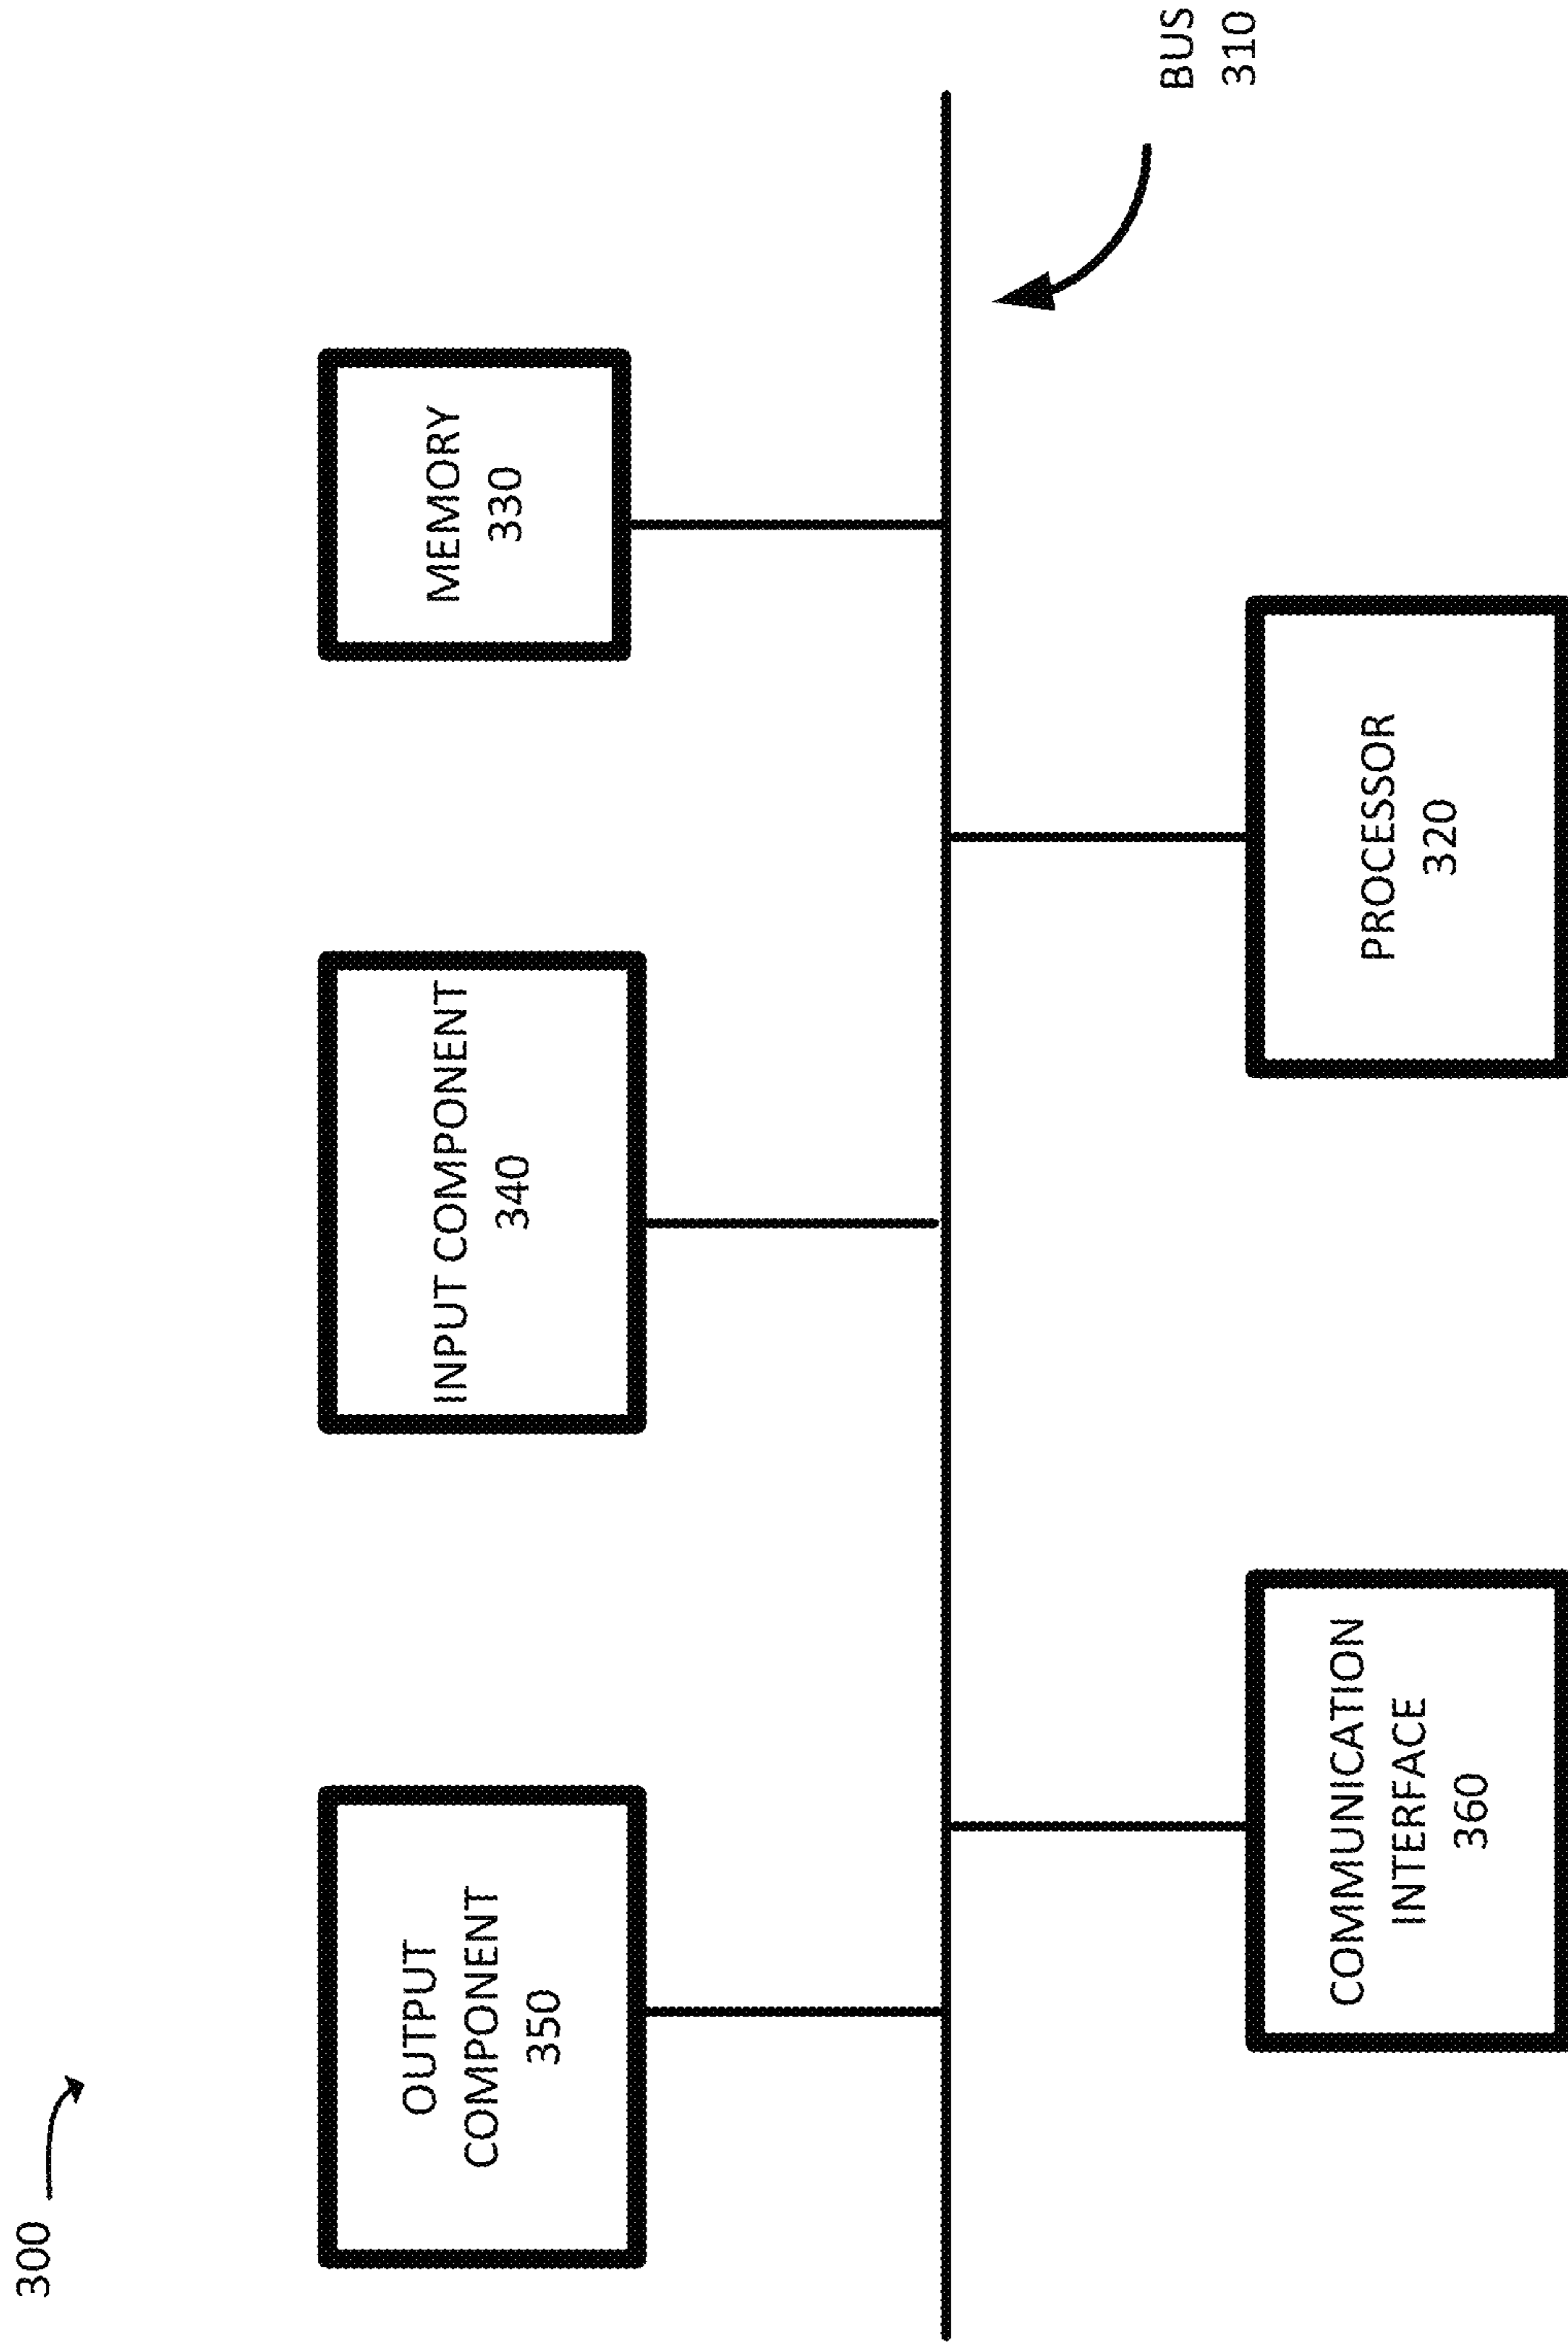 300
OUTPUT
COMPONENT
350
INPUT COMPONENT
340
MEMORY
330
COMMUNICATION
INTERFACE
360
PROCESSOR
320
BUS
310